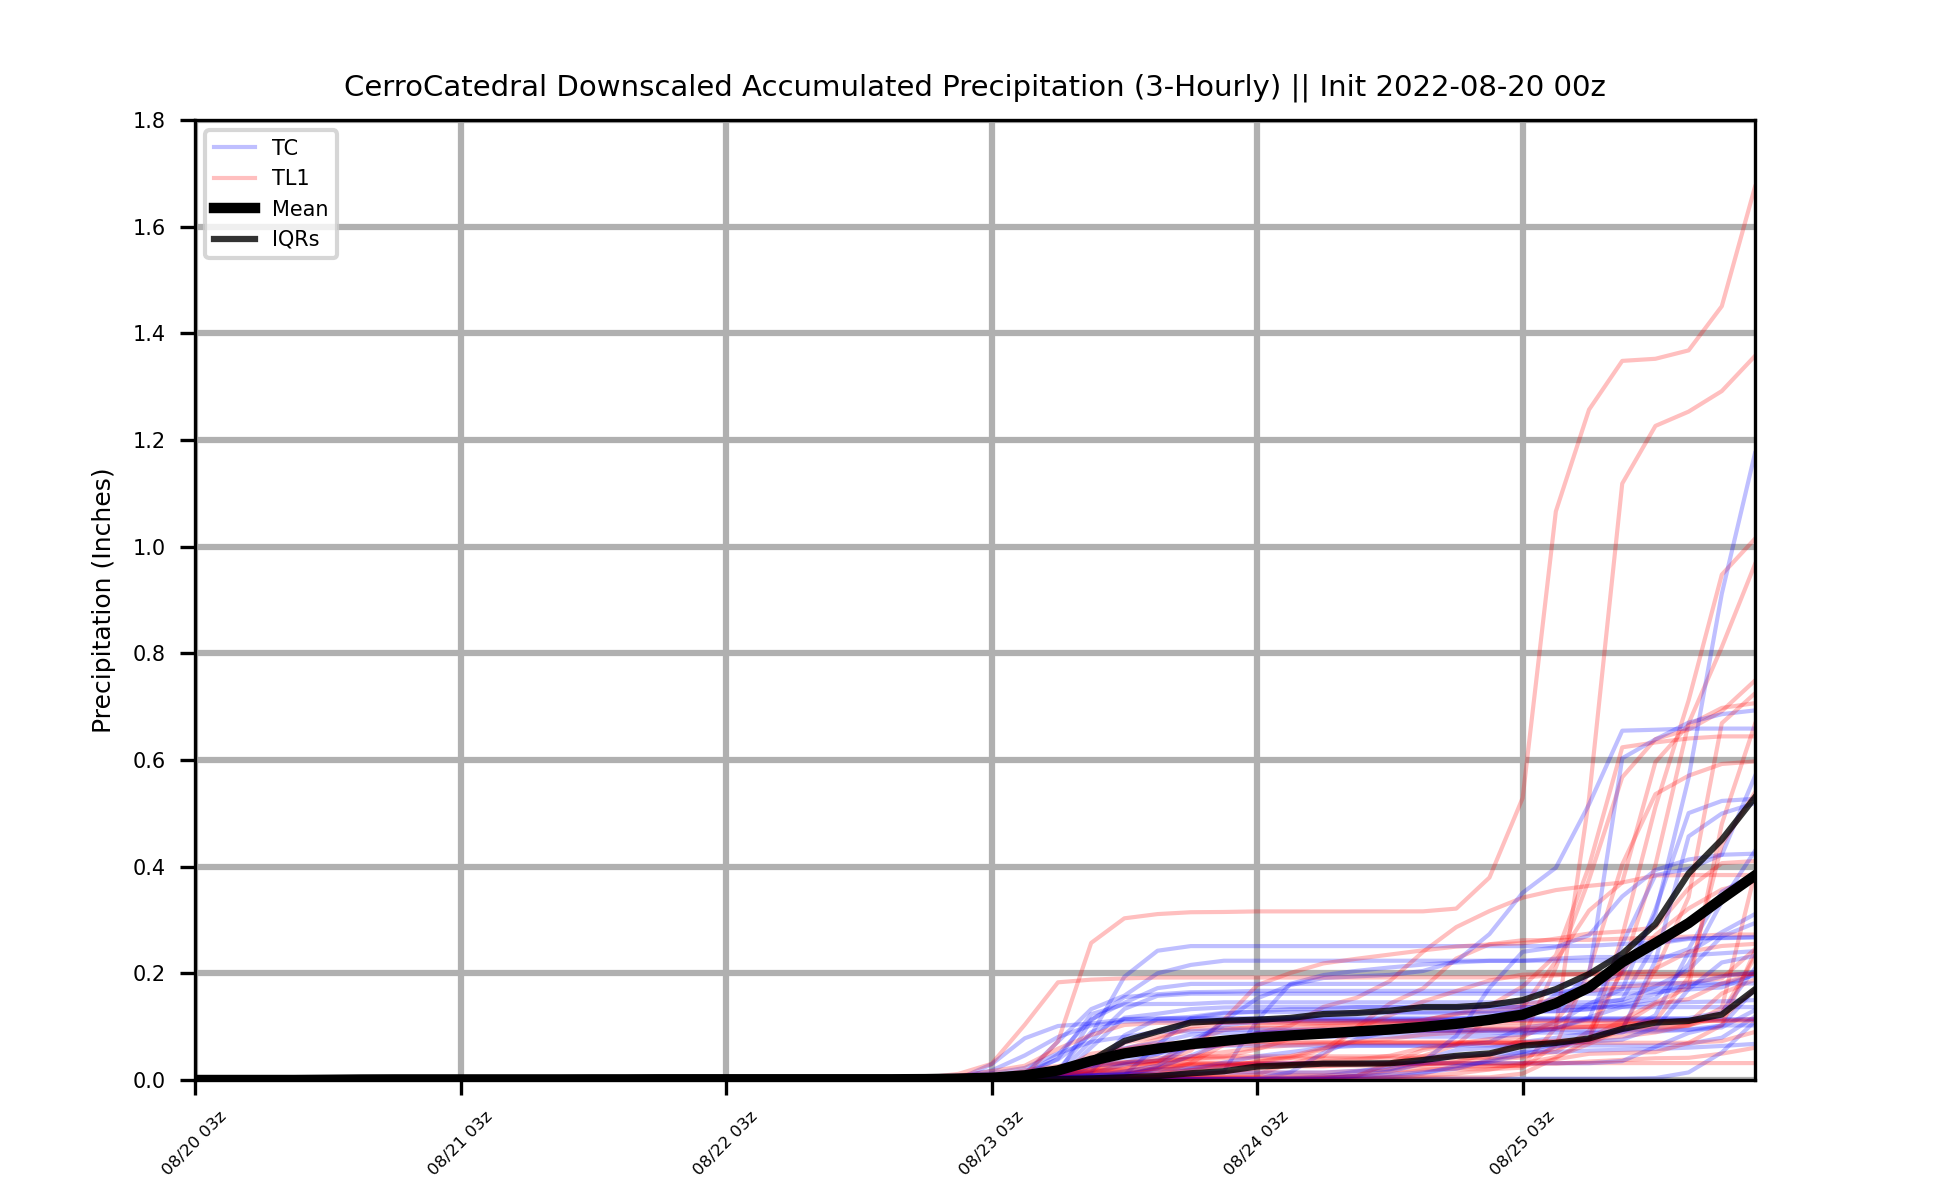 CerroCatedral Downscaled Accumulated Precipitation (3-Hourly) || Init 2022-08-20 00z
TC
TL1
Mean
IQRs
Precipitation (Inches)
1.8
1.6
1.4
1.2
1.0
0.8
0.6
0.4
0.2
0.0
08/20 03z
08/21 03z
08/22 03z
08/23 03z
08/24 03z
08/25 03z